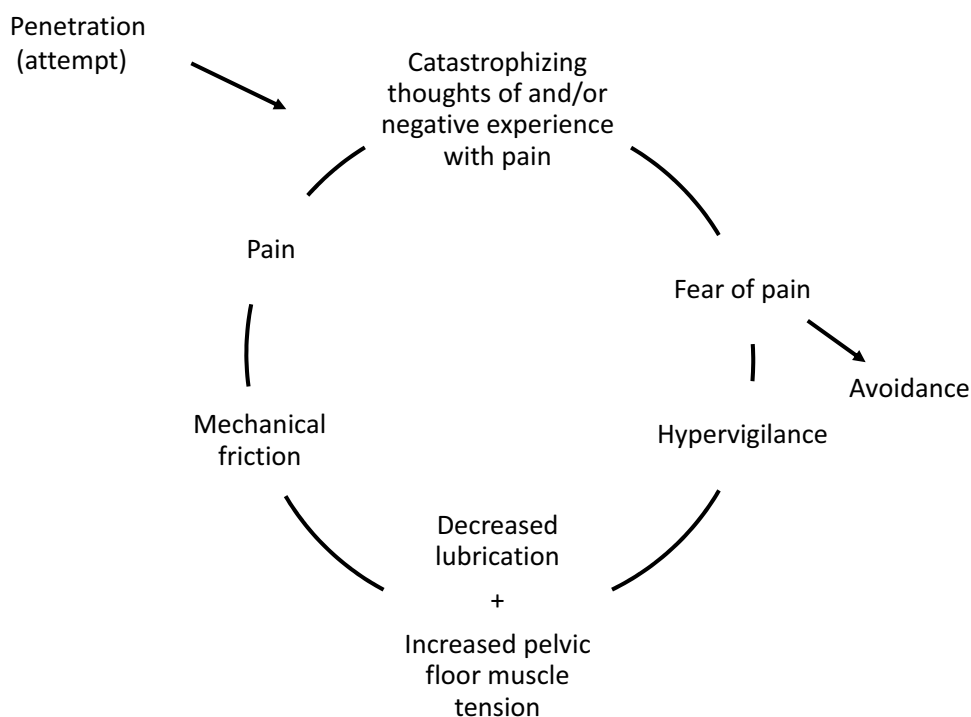 Penetration
(attempt)
Catastrophizing
thoughts of and/or
negative experience
with pain
Fear of pain
Avoidance
Hypervigilance
Decreased
lubrication
+
Increased pelvic
floor muscle
tension
Mechanical
friction
Pain